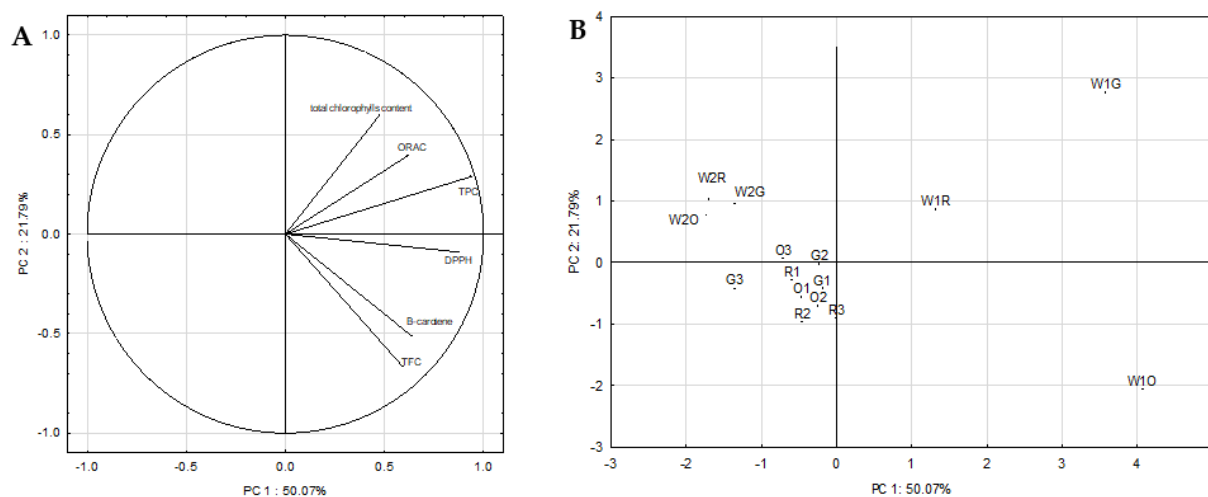 A
1.0
0.5
0.0
-0.5
-1.0
PC 2 : 21.79%
total chlorophylls content
ORAC
TPC
DPPH
B-cardiene
TFC
-1.0 -0.5 0.0 0.5 1.0
PC 1 : 50.07%
B
4
3
2
1
0
-1
-2
-3
PC 2: 21.79%
W1G
W1R
W2R
W2G
W2O
O3
G2
R1
G3
O1
G1
O2
R2
R3
W1O
-3 -2 -1 0 1 2 3 4
PC 1: 50.07%